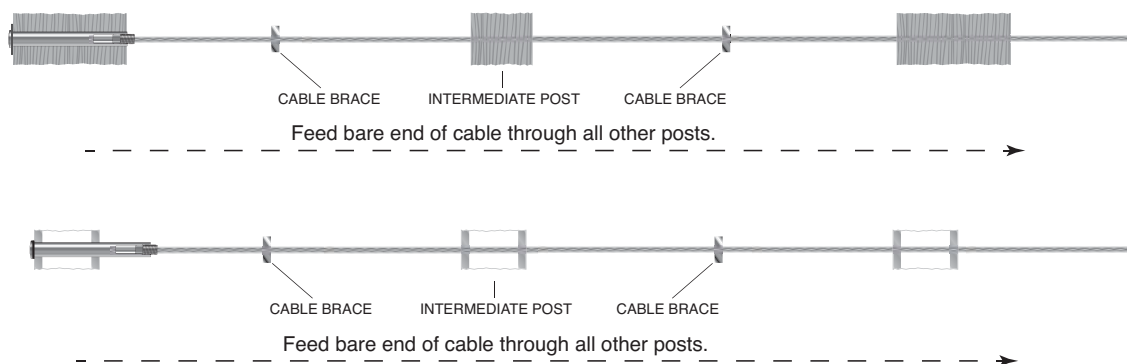 CABLE BRACE INTERMEDIATE POST CABLE BRACE
Feed bare end of cable through all other posts.
CABLE BRACE INTERMEDIATE POST CABLE BRACE
Feed bare end of cable through all other posts.